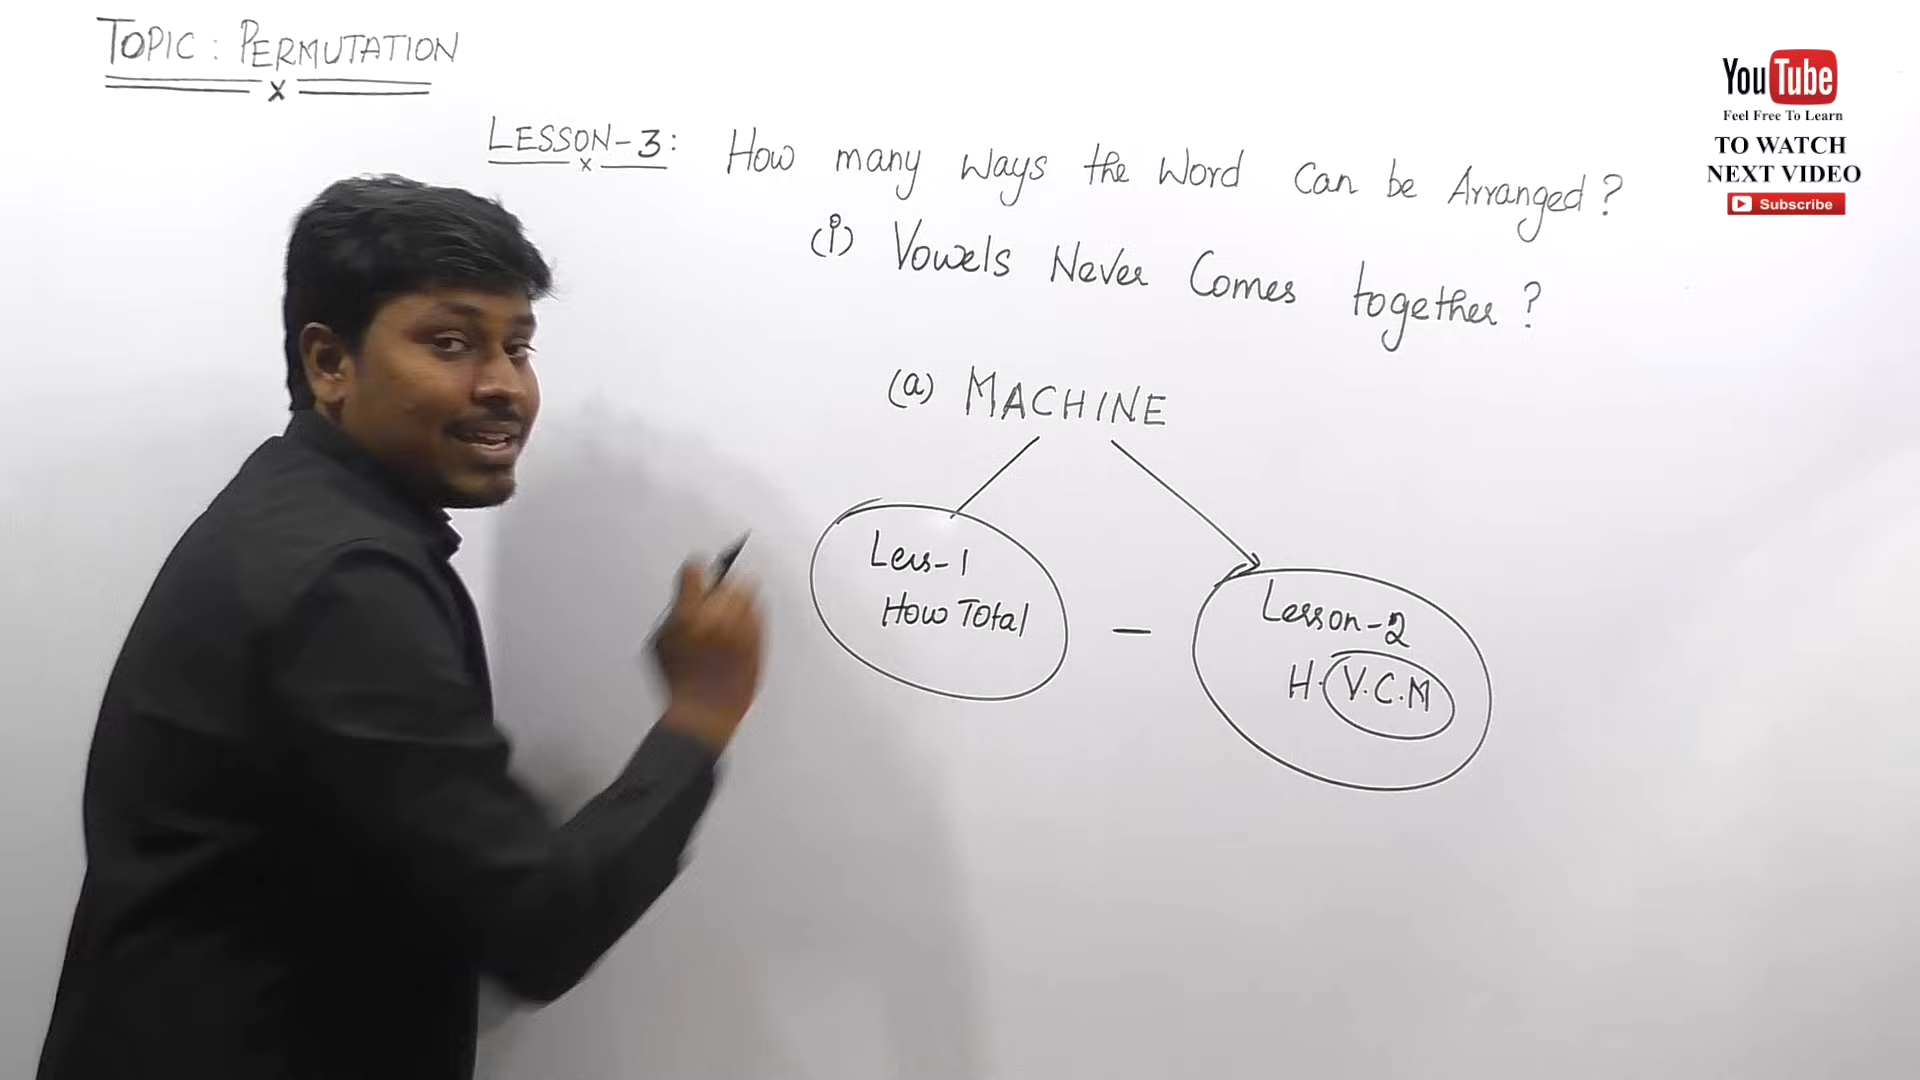 TOPIC : PERMUTATION
x
LESSON-3: How many ways the Word can be Arranged?
x
(i) Vowels Never Comes together?
(a) MACHINE
Less-1
How Total
-
Lesson-2
H. V.C.M
YouTube
Feel Free To Learn
TO WATCH
NEXT VIDEO
Subscribe